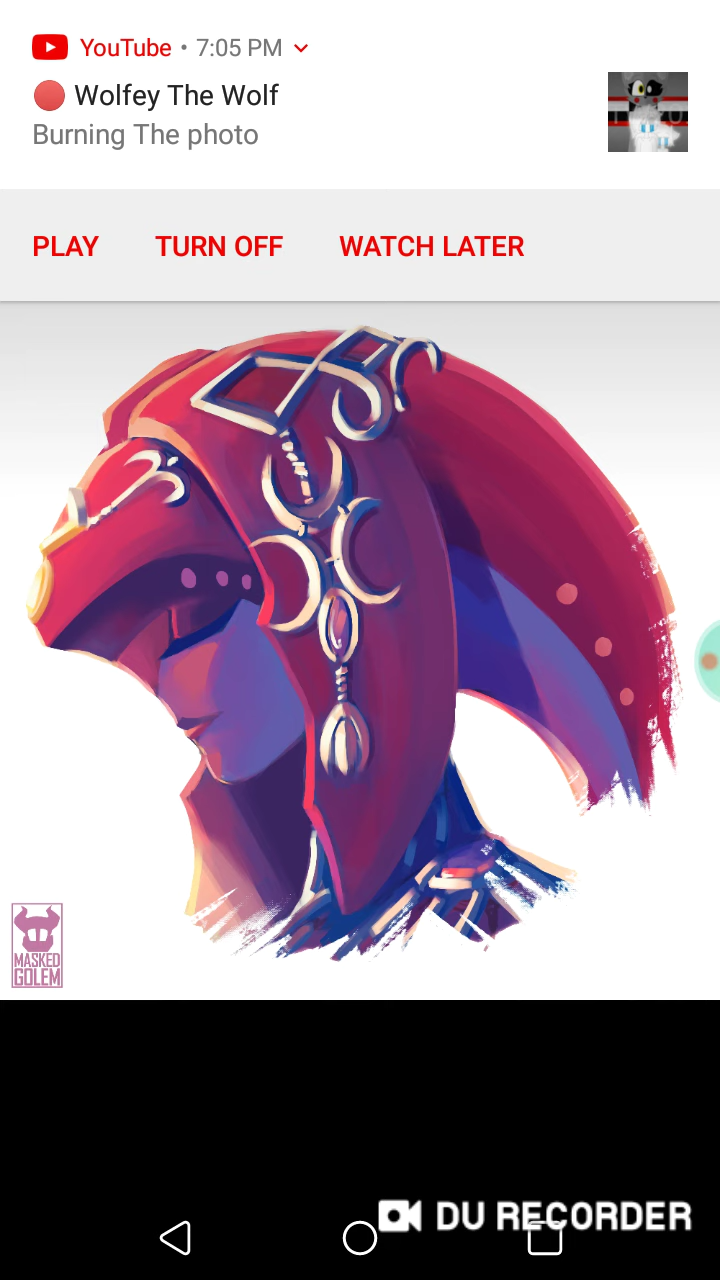 YouTube • 7:05 PM
🔴 Wolfey The Wolf
Burning The photo
PLAY TURN OFF WATCH LATER
MASKED
GOLEM
DU RECORDER